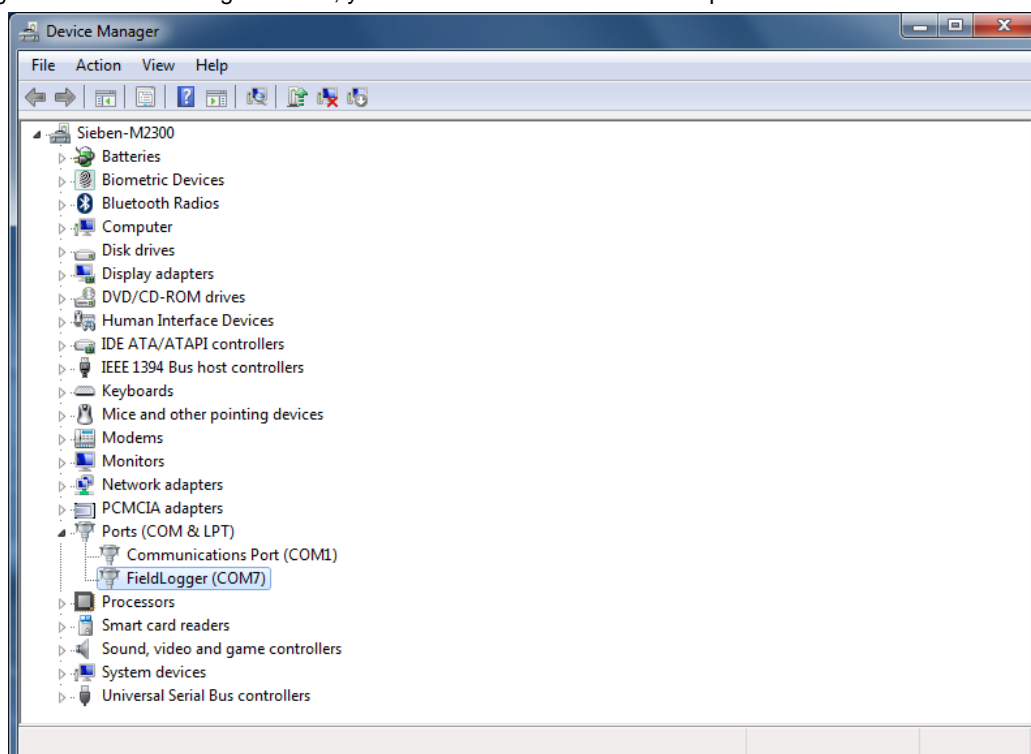 Device Manager
File Action View Help
Sieben-M2300
Batteries
Biometric Devices
Bluetooth Radios
Computer
Disk drives
Display adapters
DVD/CD-ROM drives
Human Interface Devices
IDE ATA/ATAPI controllers
IEEE 1394 Bus host controllers
Keyboards
Mice and other pointing devices
Modems
Monitors
Network adapters
PCMCIA adapters
Ports (COM & LPT)
Communications Port (COM1)
FieldLogger (COM7)
Processors
Smart card readers
Sound, video and game controllers
System devices
Universal Serial Bus controllers